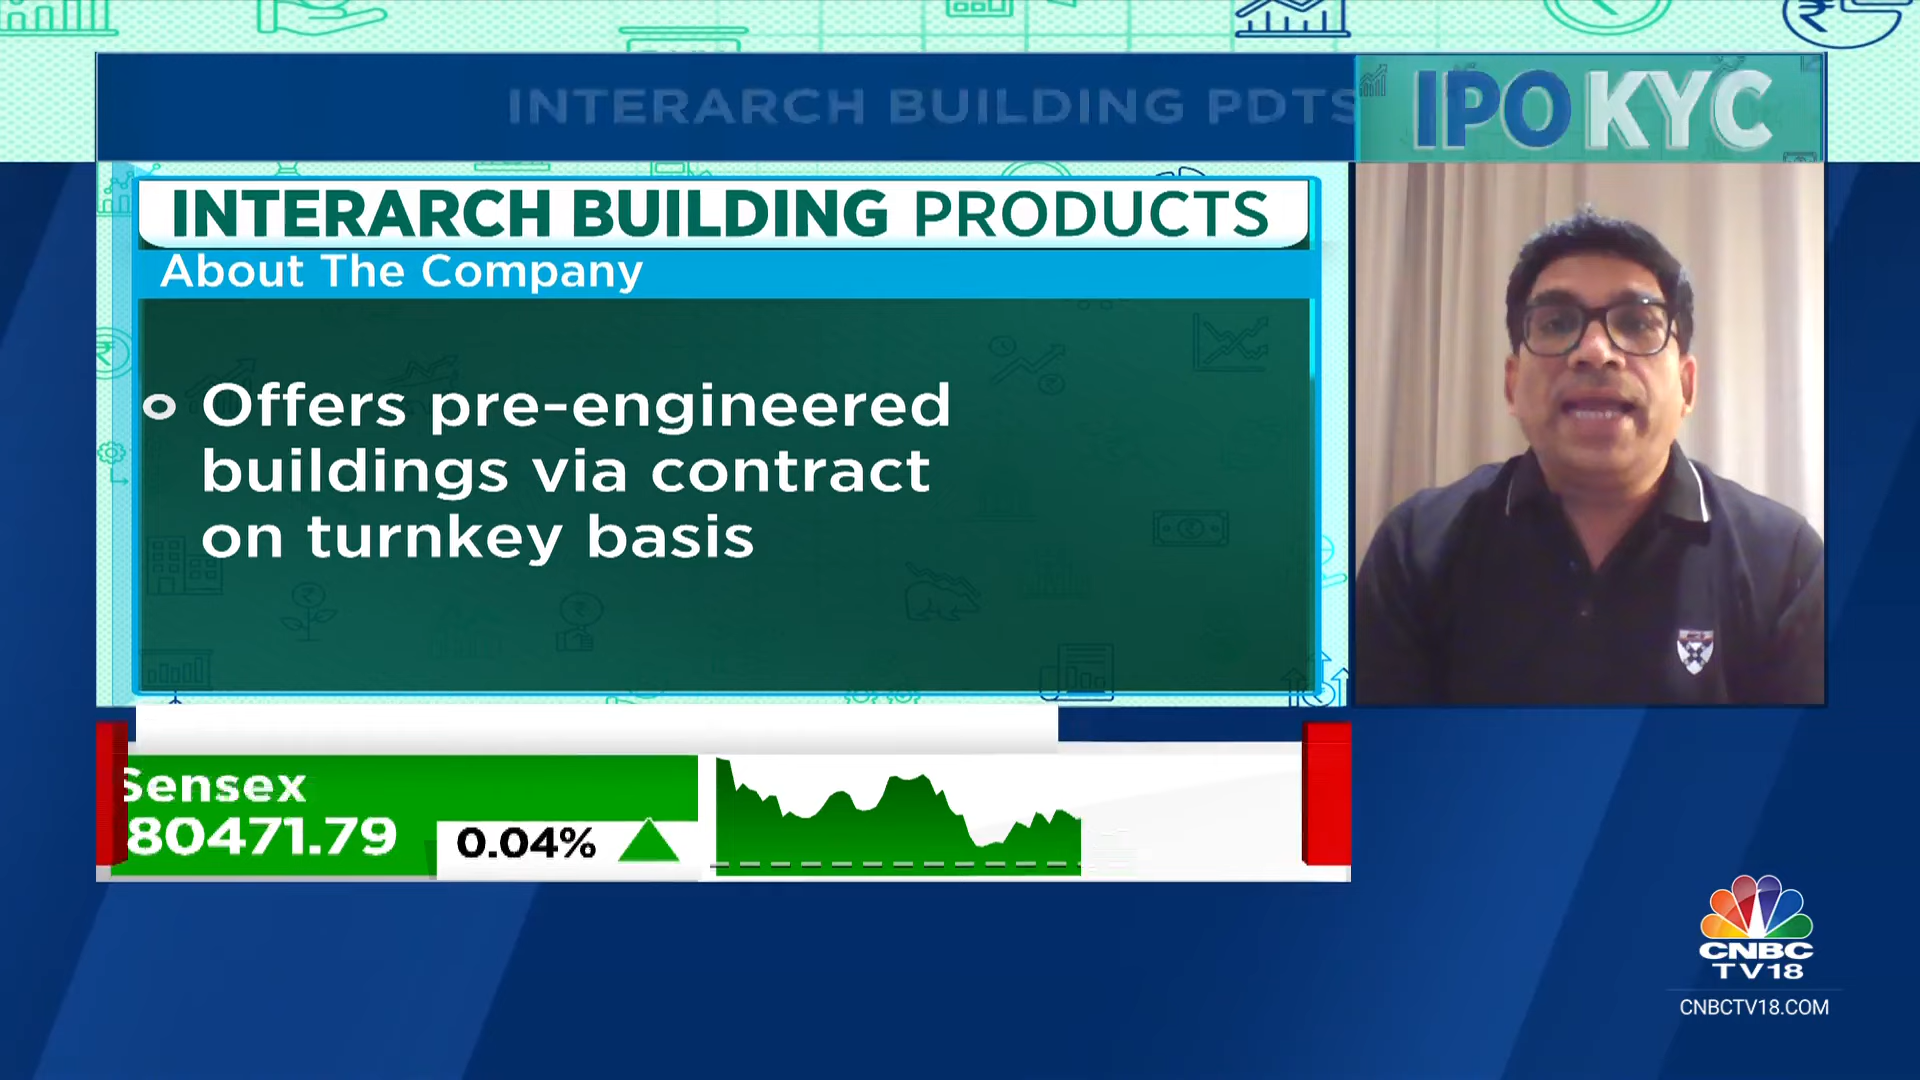 INTERARCH BUILDING PDTS
IPO KYC
INTERARCH BUILDING PRODUCTS
About The Company
o Offers pre-engineered
buildings via contract
on turnkey basis
Sensex
80471.79
0.04%
CNBC
TV18
CNBCTV18.COM